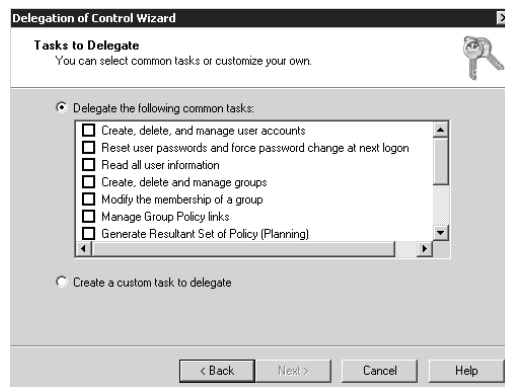 Delegation of Control Wizard
Tasks to Delegate
You can select common tasks or customize your own.
Delegate the following common tasks:
Create, delete, and manage user accounts
Reset user passwords and force password change at next logon
Read all user information
Create, delete and manage groups
Modify the membership of a group
Manage Group Policy links
Generate Resultant Set of Policy (Planning)
Create a custom task to delegate
< Back
Next >
Cancel
Help